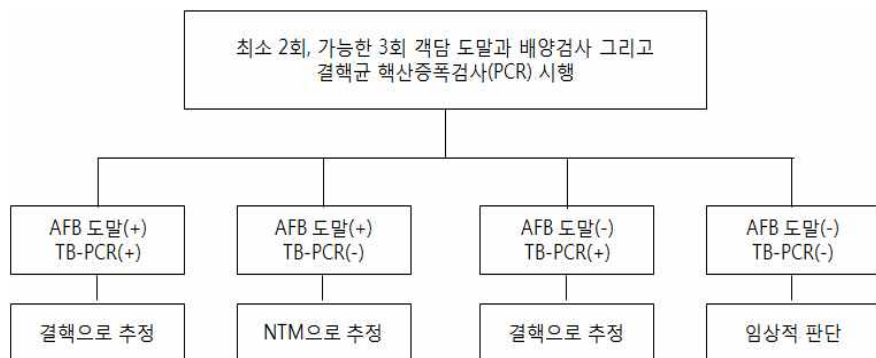 최소 2회, 가능한 3회 객담 도말과 배양검사 그리고
결핵균 핵산증폭검사(PCR) 시행
AFB 도말(+)
TB-PCR(+)
AFB 도말(+)
TB-PCR(-)
AFB 도말(-)
TB-PCR(+)
AFB 도말(-)
TB-PCR(-)
결핵으로 추정
NTM으로 추정
결핵으로 추정
임상적 판단